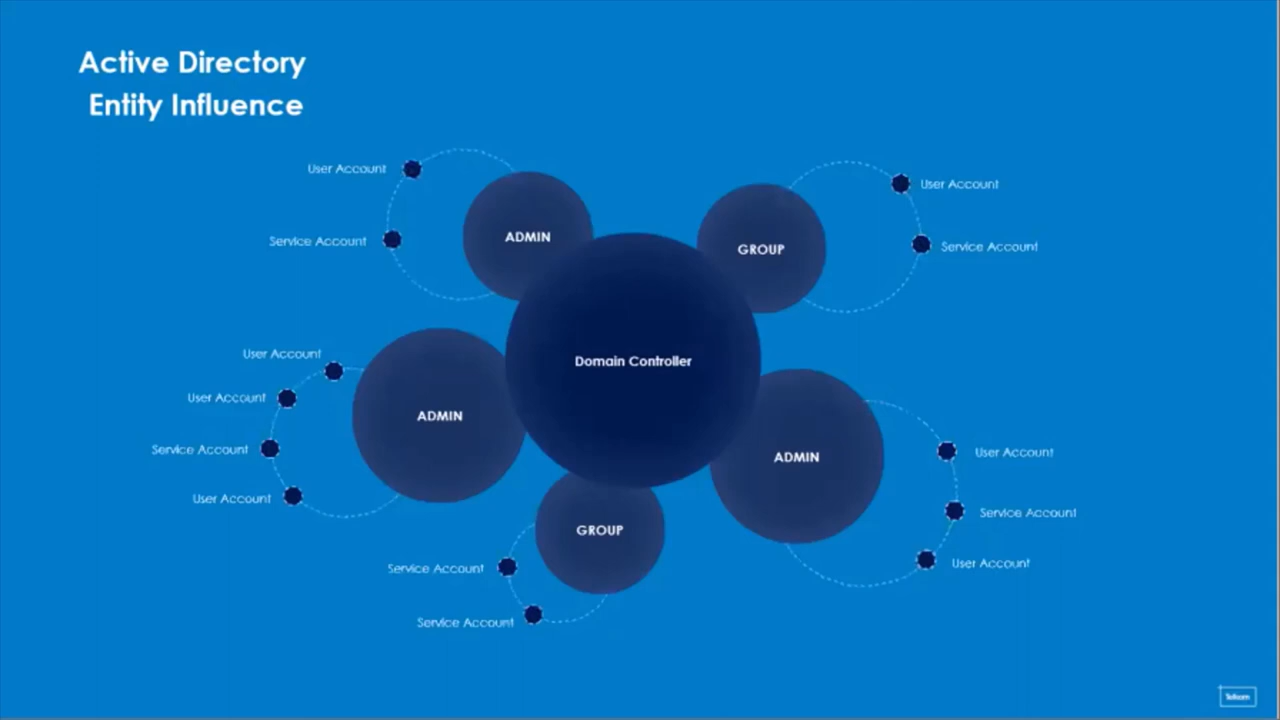 Active Directory
Entity Influence
User Account
Service Account
ADMIN
GROUP
User Account
Service Account
Domain Controller
User Account
User Account
Service Account
User Account
ADMIN
ADMIN
User Account
Service Account
User Account
GROUP
Service Account
Service Account